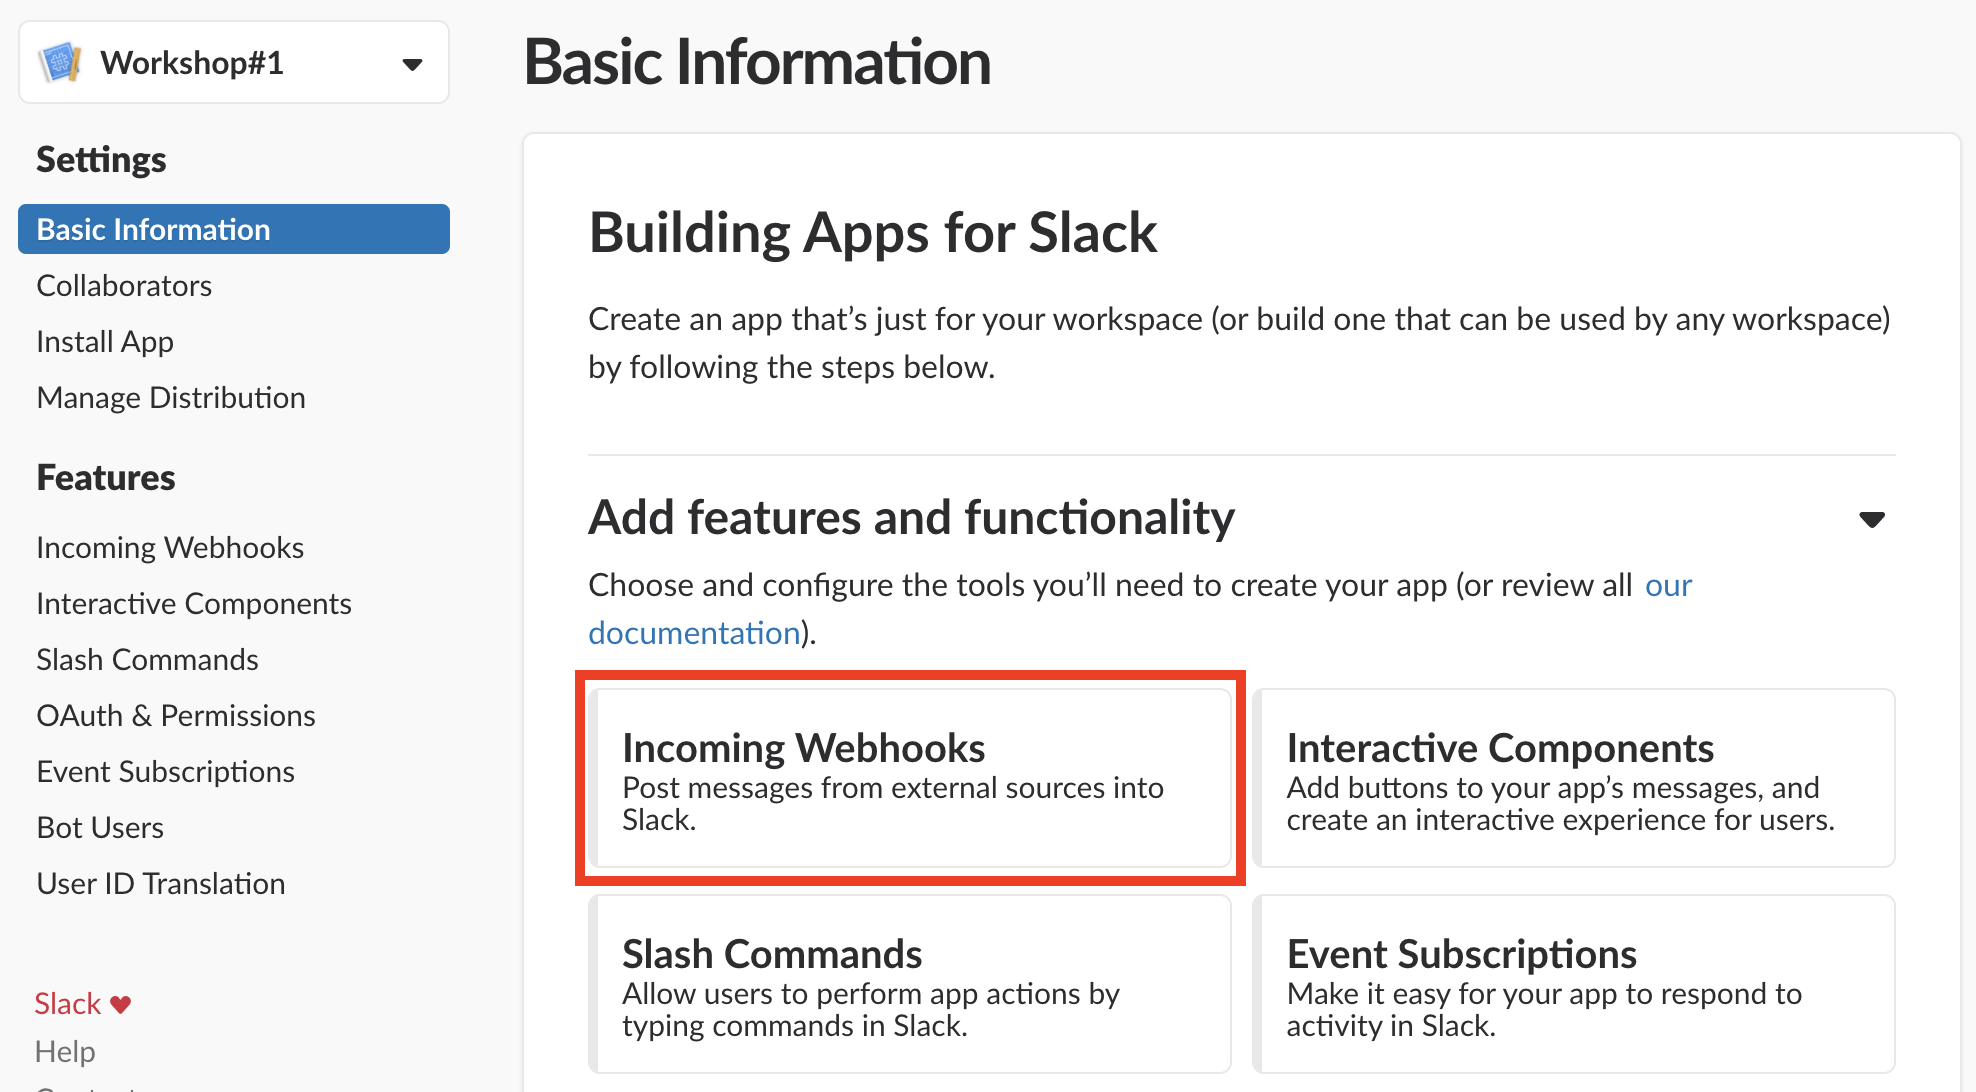 Workshop#1
Settings
Basic Information
Collaborators
Install App
Manage Distribution
Features
Incoming Webhooks
Interactive Components
Slash Commands
OAuth & Permissions
Event Subscriptions
Bot Users
User ID Translation
Slack
Help
Basic Information
Building Apps for Slack
Create an app that’s just for your workspace (or build one that can be used by any workspace)
by following the steps below.
Add features and functionality
Choose and configure the tools you’ll need to create your app (or review all our
documentation).
Incoming Webhooks
Post messages from external sources into
Slack.
Interactive Components
Add buttons to your app’s messages, and
create an interactive experience for users.
Slash Commands
Allow users to perform app actions by
typing commands in Slack.
Event Subscriptions
Make it easy for your app to respond to
activity in Slack.